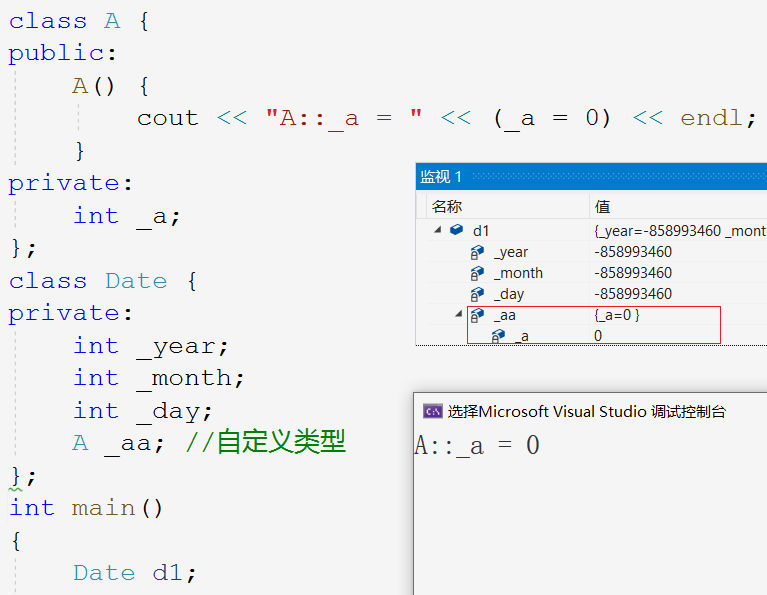 class A {
public:
A() {
cout << "A::_a = " << (_a = 0) << endl;
}
private:
int _a;
};
class Date {
private:
int _year;
int _month;
int _day;
A _aa; //自定义类型
};
int main()
{
Date d1;
监视 1
名称 值
d1 {_year=-858993460 _mont
_year -858993460
_month -858993460
_day -858993460
_aa {_a=0 }
_a 0
C:\ 选择Microsoft Visual Studio 调试控制台
A::_a = 0